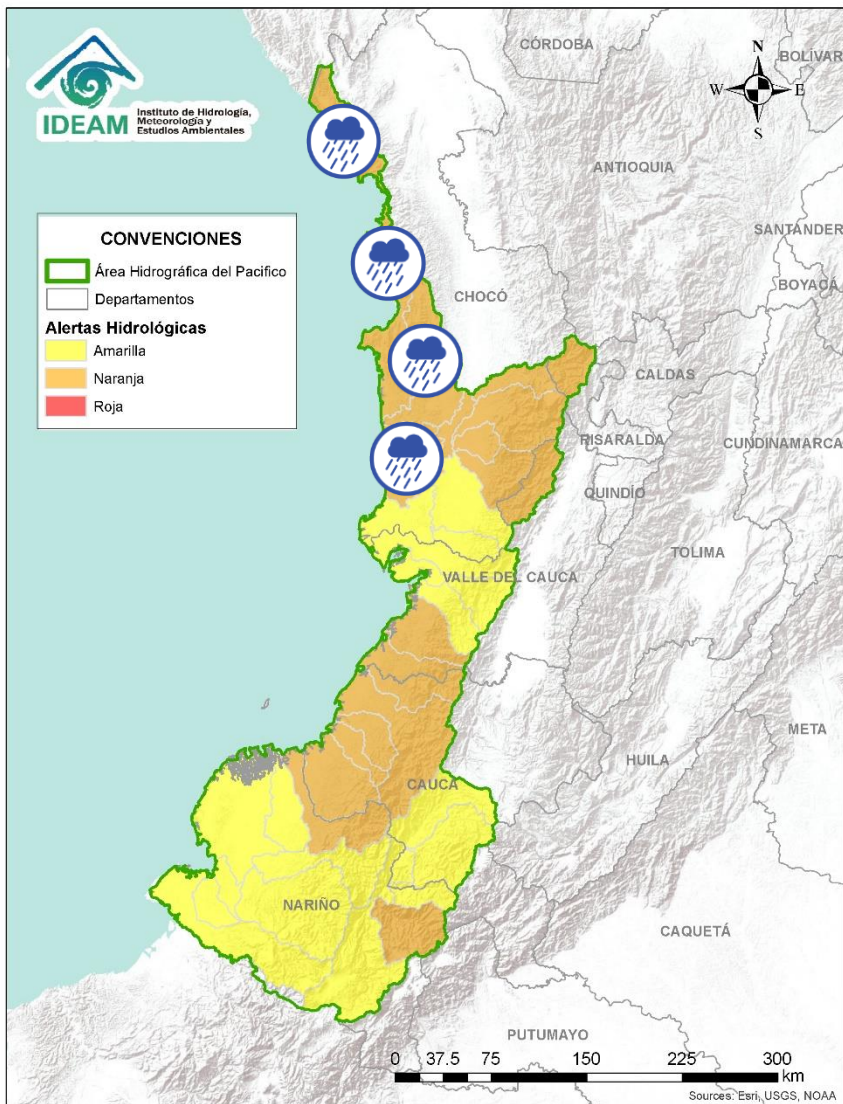 IDEAM
Instituto de Hidrología,
Meteorología y
Estudios Ambientales
N
W E
S
CÓRDOBA
BOLÍVAR
ANTIOQUIA
SANTANDER
BOYACÁ
CONVENCIONES
Área Hidrográfica del Pacifico
Departamentos
Alertas Hidrológicas
Amarilla
Naranja
Roja
CHOCÓ
CALDAS
RISARALDA
CUNDINAMARCA
QUINDÍO
TOLIMA
VALLE DEL CAUCA
META
HUILA
CAUCA
NARIÑO
CAQUETÁ
PUTUMAYO
0 37.5 75 150 225 300
km
Sources: Esri, USGS, NOAA